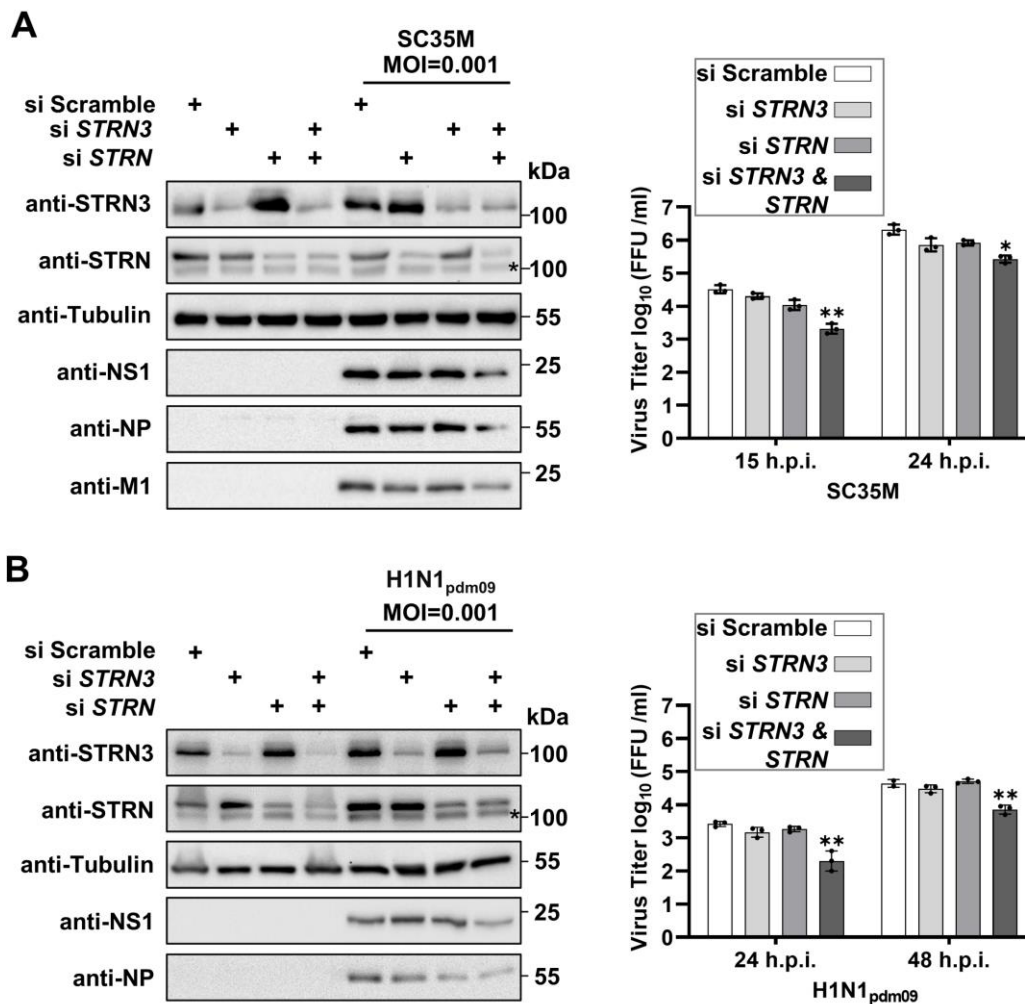 A
SC35M
MOI=0.001
si Scramble + +
si STRN3 + + + +
si STRN + + + +
kDa
anti-STRN3 100
anti-STRN * 100
anti-Tubulin 55
anti-NS1 25
anti-NP 55
anti-M1 25
si Scramble
si STRN3
si STRN
si STRN3 &
STRN
Virus Titer log10 (FFU /ml)
7
6
5
4
3
2
1
0
**
*
15 h.p.i. 24 h.p.i.
SC35M
B
H1N1pdm09
MOI=0.001
si Scramble + +
si STRN3 + + + +
si STRN + + + +
kDa
anti-STRN3 100
anti-STRN * 100
anti-Tubulin 55
anti-NS1 25
anti-NP 55
si Scramble
si STRN3
si STRN
si STRN3 &
STRN
Virus Titer log10 (FFU /ml)
7
6
5
4
3
2
1
0
**
**
24 h.p.i. 48 h.p.i.
H1N1pdm09